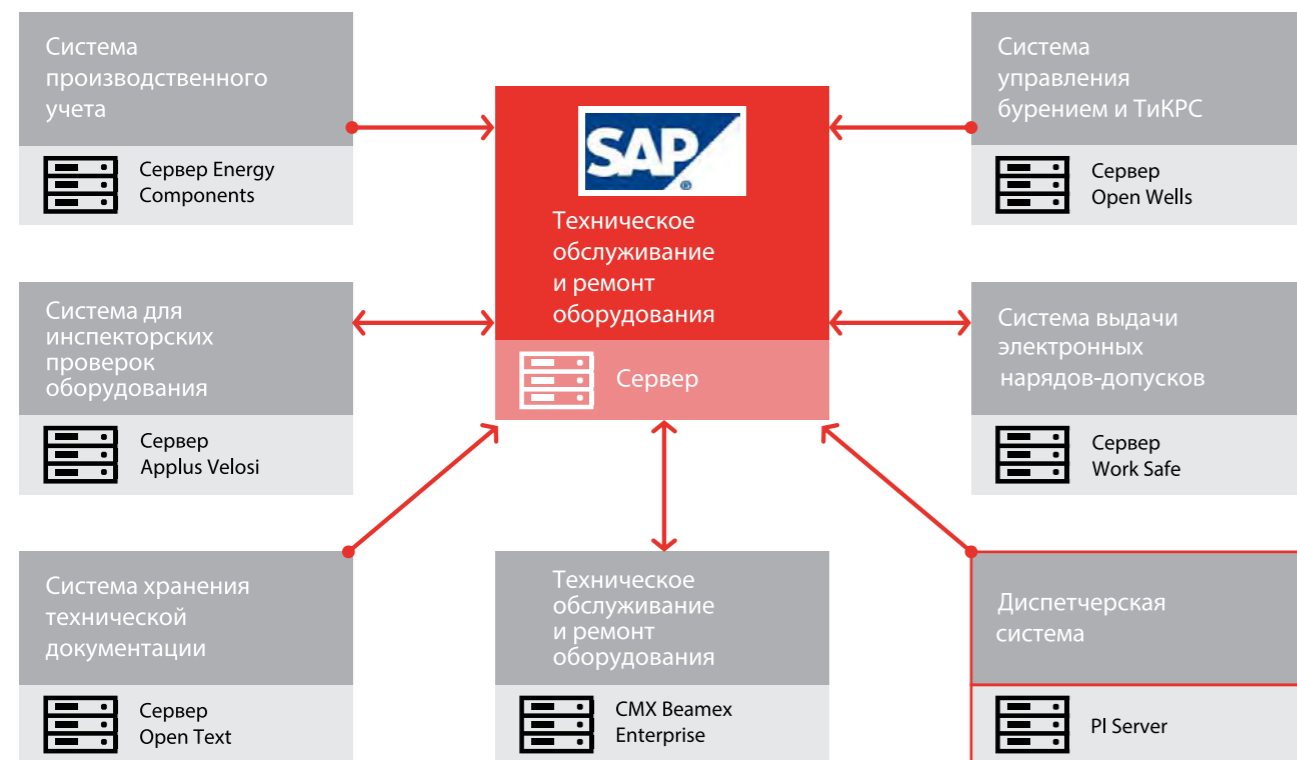 Система
производственного
учета
Сервер Energy
Components
SAP
®
Техническое
обслуживание
и ремонт
оборудования
Сервер
Система
управления
бурением и ТиКРС
Сервер
Open Wells
Система для
инспекторских
проверок
оборудования
Сервер
Applus Velosi
Система выдачи
электронных
нарядов-допусков
Сервер
Work Safe
Система хранения
технической
документации
Сервер
Open Text
Техническое
обслуживание
и ремонт
оборудования
CMX Beamex
Enterprise
Диспетчерская
система
PI Server